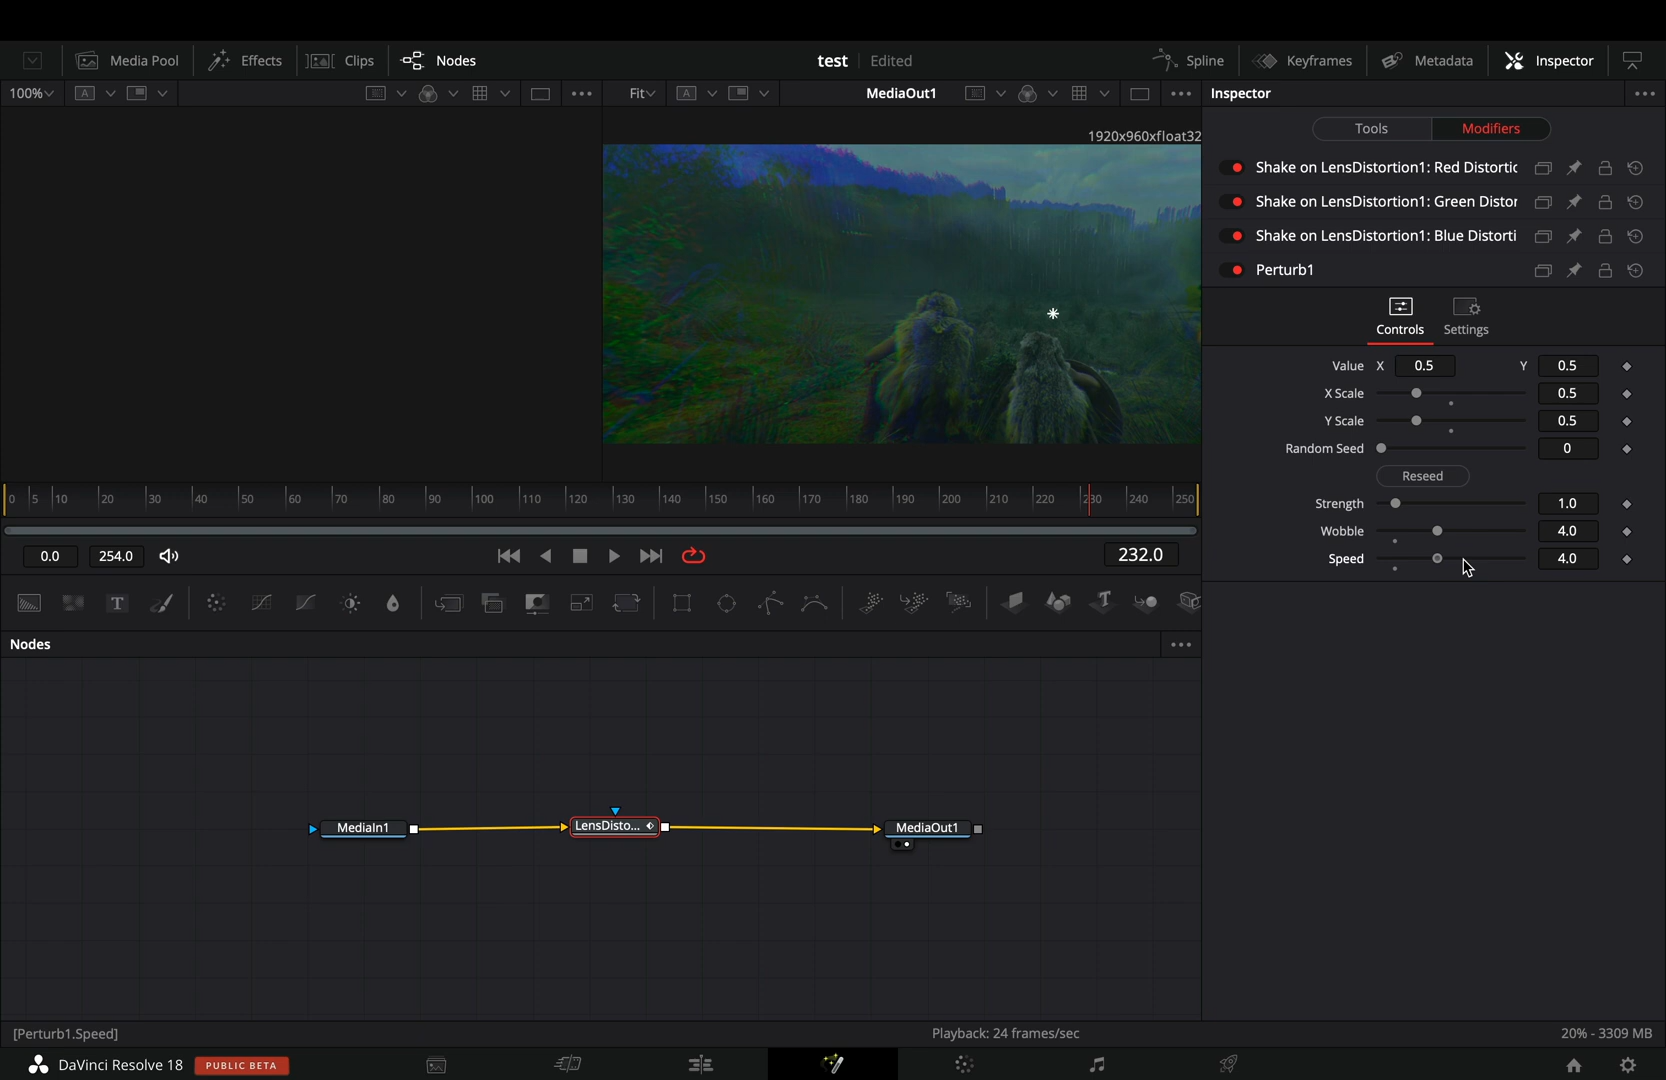 Media Pool Effects Clips Nodes test Edited Spline Keyframes Metadata Inspector
100% A Fit A MediaOut1 Inspector
Tools Modifiers
1920x960xfloat32
Shake on LensDistortion1: Red Distortic
Shake on LensDistortion1: Green Distor
Shake on LensDistortion1: Blue Distorti
Perturb1
Controls Settings
Value X 0.5 Y 0.5
X Scale 0.5
Y Scale 0.5
Random Seed 0
Reseed
Strength 1.0
Wobble 4.0
Speed 4.0
0 5 10 20 30 40 50 60 70 80 90 100 110 120 130 140 150 160 170 180 190 200 210 220 230 240 250
0.0 254.0 232.0
T T
Nodes
MediaIn1 LensDisto... MediaOut1
[Perturb1.Speed] Playback: 24 frames/sec 20% - 3309 MB
DaVinci Resolve 18 PUBLIC BETA